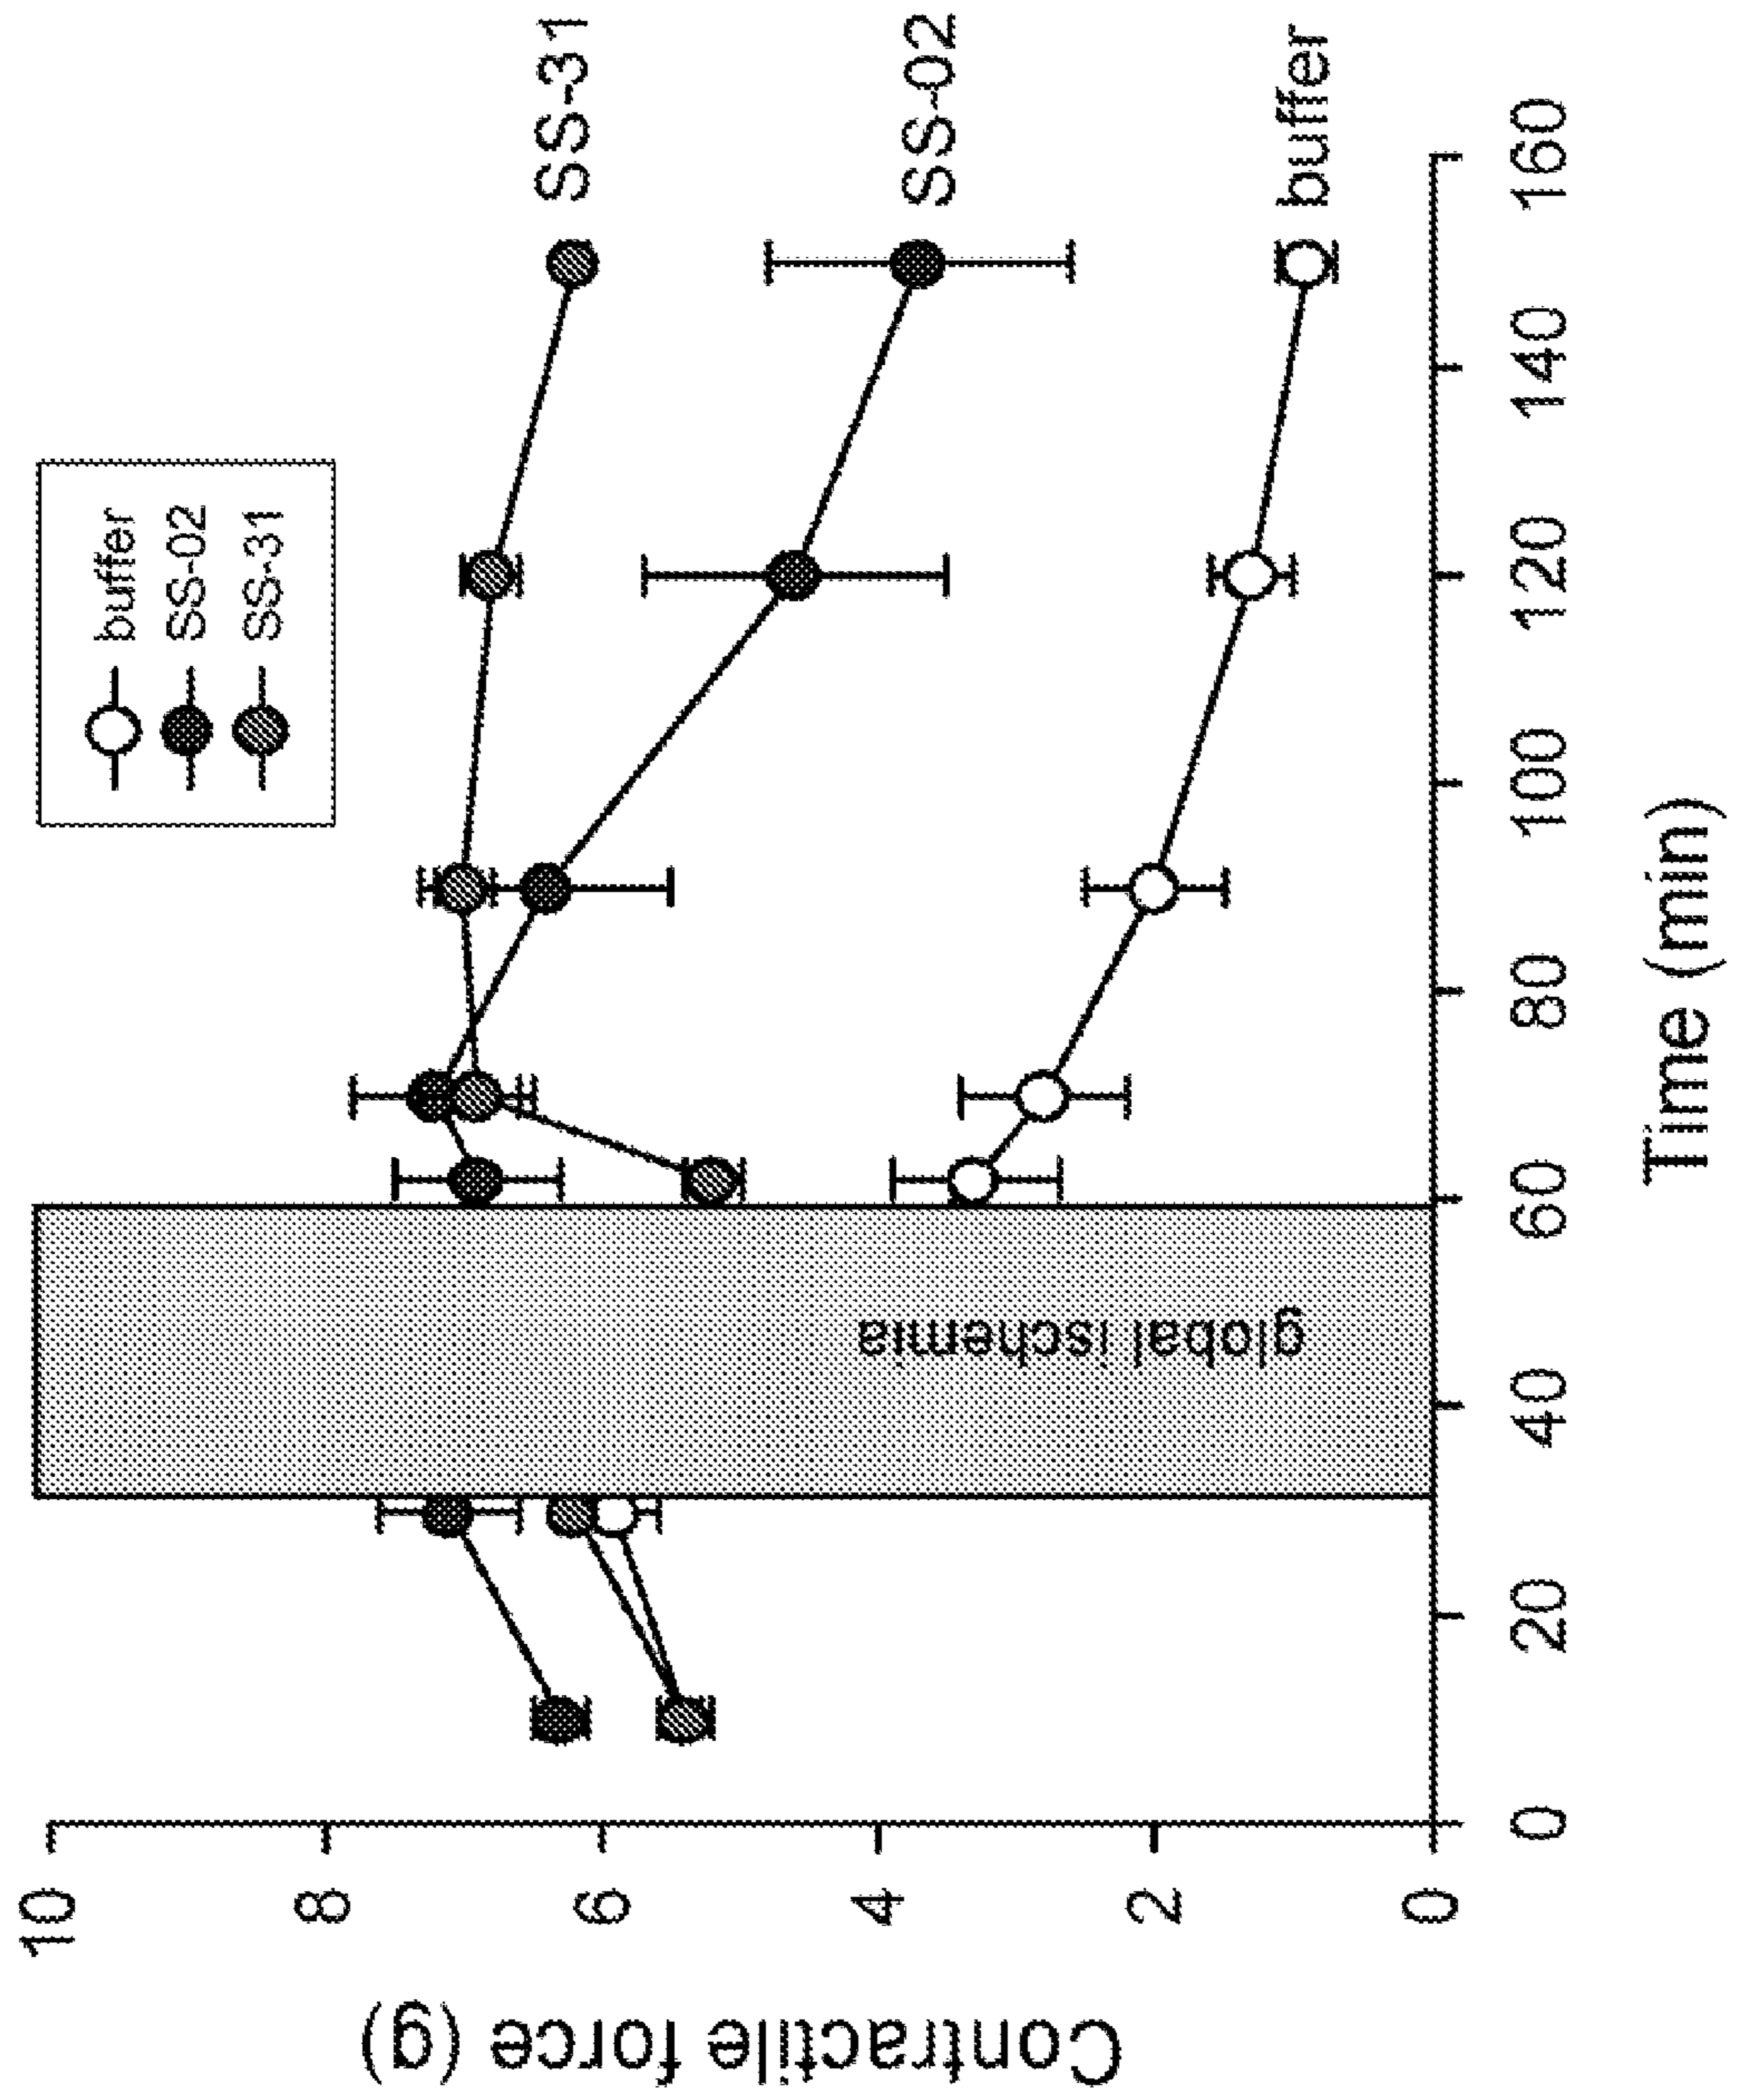 buffer
SS-02
SS-31
10
8
6
4
2
0
Contractile force (g)
global ischemia
SS-31
SS-02
buffer
0
20
40
60
80
100
120
140
160
Time (min)